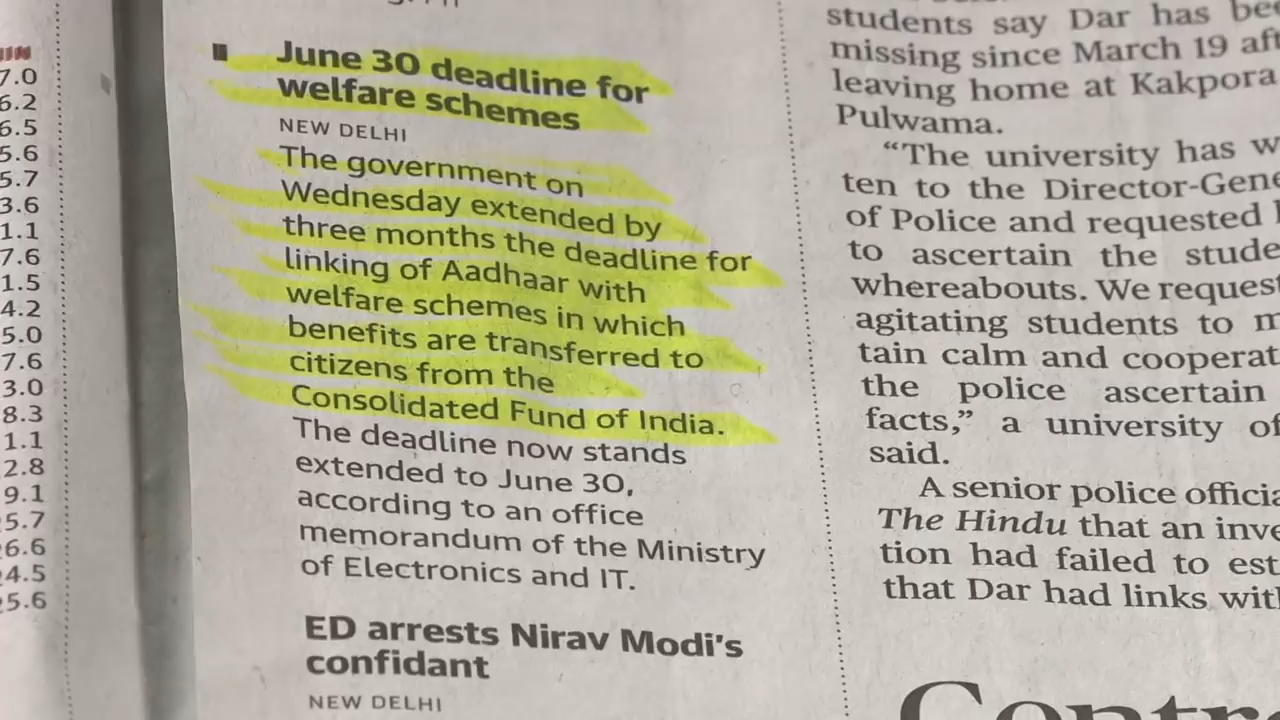 7.0
6.2
6.5
5.6
5.7
3.6
1.1
7.6
1.5
4.2
5.0
7.6
3.0
8.3
1.1
2.8
9.1
5.7
6.6
4.5
5.6
June 30 deadline for
welfare schemes
NEW DELHI
The government on
Wednesday extended by
three months the deadline for
linking of Aadhaar with
welfare schemes in which
benefits are transferred to
citizens from the
Consolidated Fund of India.
The deadline now stands
extended to June 30,
according to an office
memorandum of the Ministry
of Electronics and IT.
ED arrests Nirav Modi's
confidant
NEW DELHI
students say Dar has
missing since March 19
leaving home at Kakpora
Pulwama.
“The university has
ten to the Director-Gene
of Police and requested
to ascertain the stude
whereabouts. We request
agitating students to
tain calm and cooperat
the police ascertain
facts,” a university
said.
A senior police officia
The Hindu that an inve
tion had failed to est
that Dar had links with